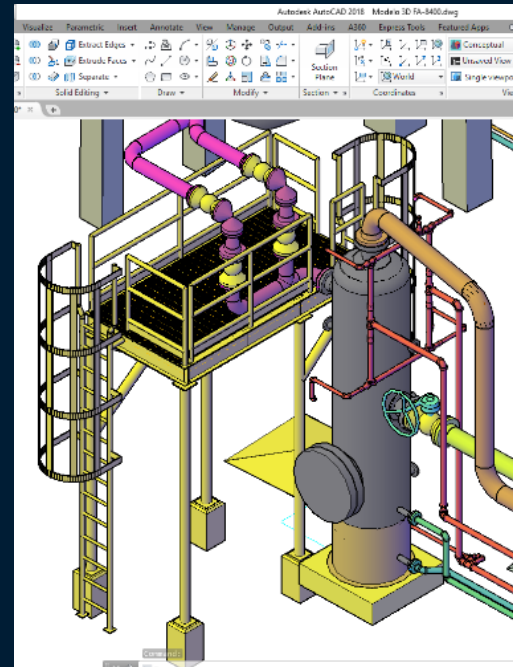 Autodesk AutoCAD 2018 Modelo 3D FA-8400.dwg
Visualize Parametric Insert Annotate View Manage Output Add-ins A360 Express Tools Featured Apps
Extract Edges Conceptual
Extrude Faces Section Plane Unsaved View
Separate World Single viewpo
Solid Editing Draw Modify Section Coordinates Vie
Command: